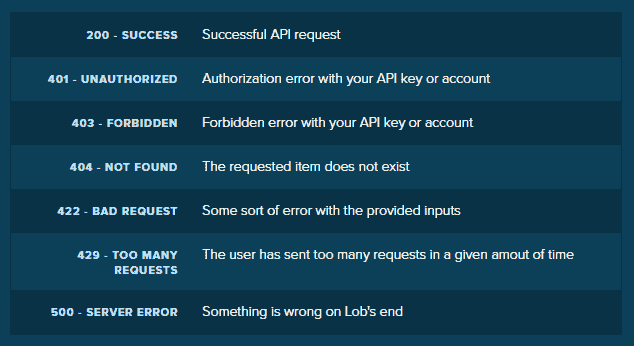 200 - SUCCESS Successful API request
401 - UNAUTHORIZED Authorization error with your API key or account
403 - FORBIDDEN Forbidden error with your API key or account
404 - NOT FOUND The requested item does not exist
422 - BAD REQUEST Some sort of error with the provided inputs
429 - TOO MANY The user has sent too many requests in a given amout of time
REQUESTS
500 - SERVER ERROR Something is wrong on Lob's end